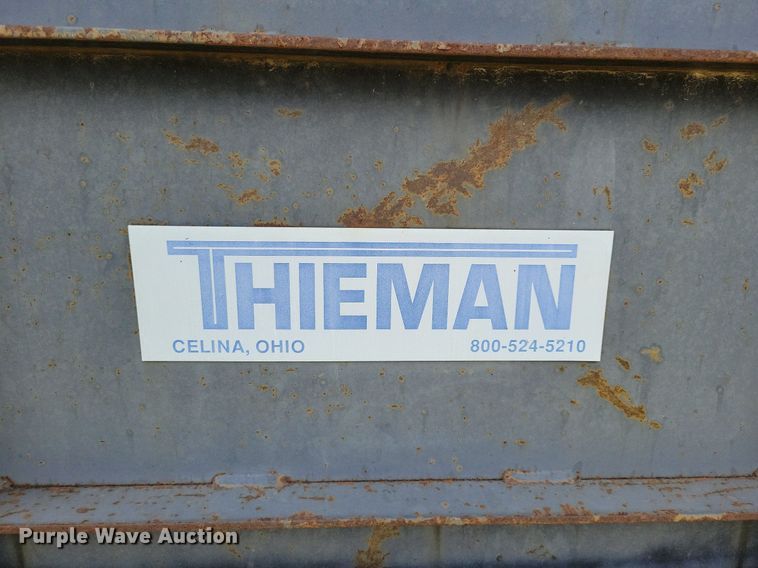 THIEMAN
CELINA, OHIO 800-524-5210
Purple Wave Auction